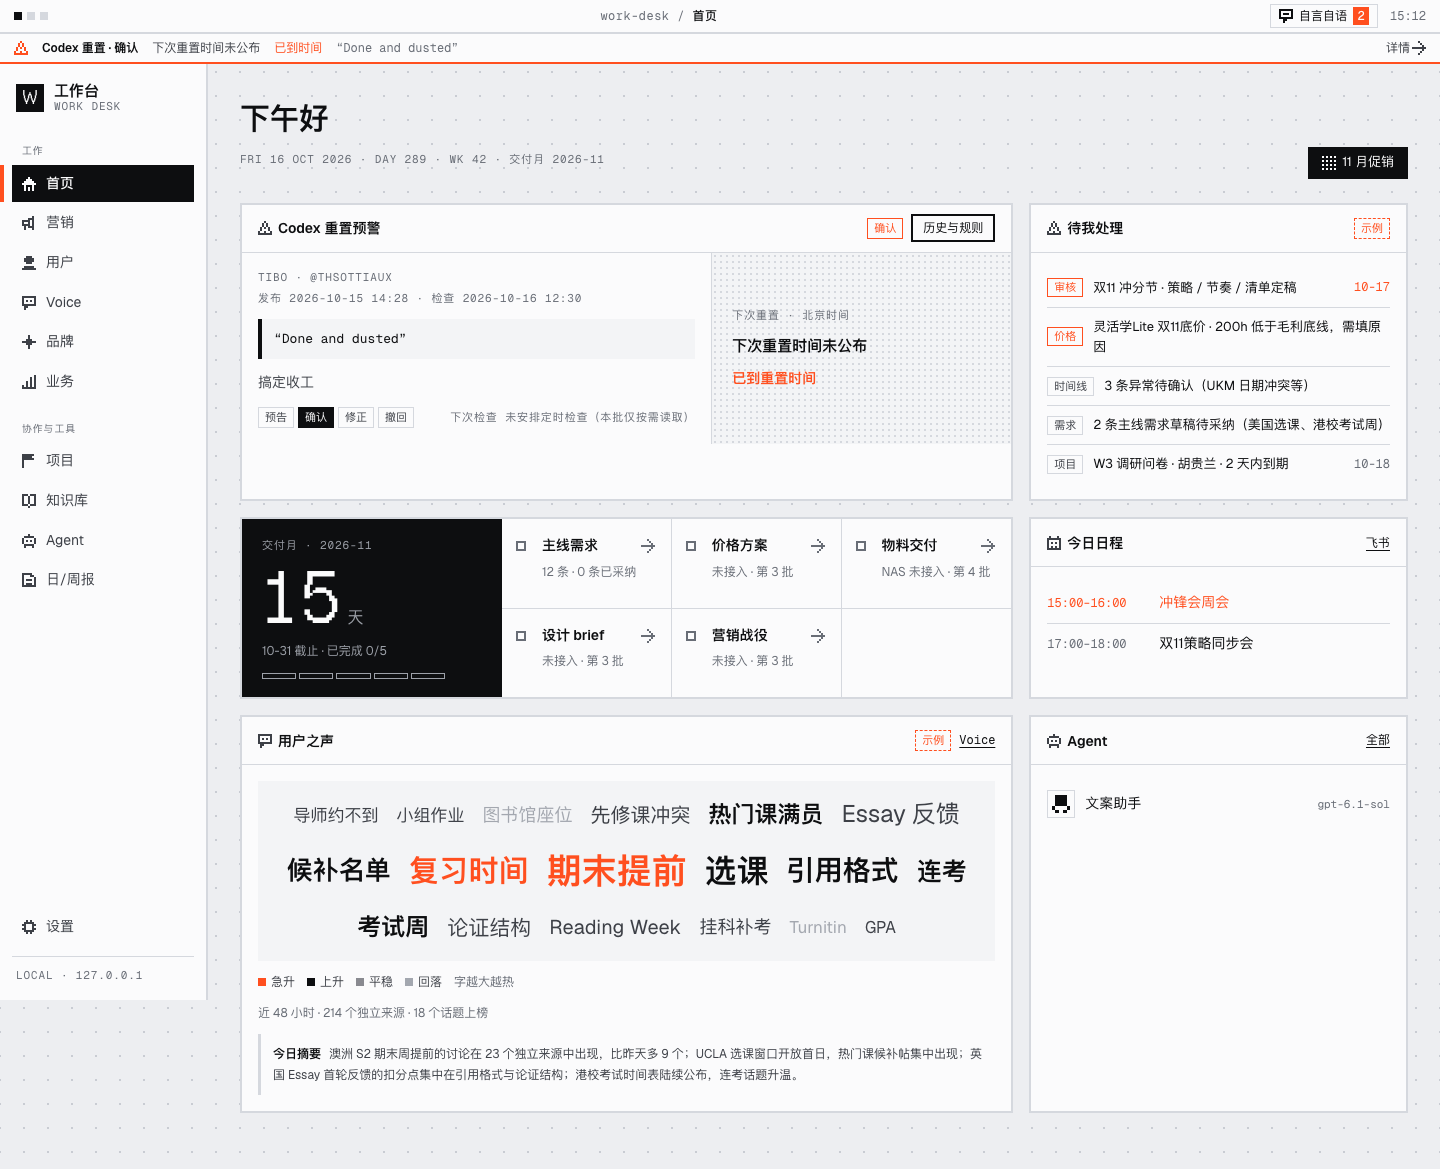 work-desk / 首页
自言自语 2
15:12
Codex 重置 · 确认 下次重置时间未公布 已到时间 “Done and dusted”
详情
W
工作台
WORK DESK
工作
首页
营销
用户
Voice
品牌
业务
协作与工具
项目
知识库
Agent
日/周报
设置
LOCAL · 127.0.0.1
下午好
FRI 16 OCT 2026 · DAY 289 · WK 42 · 交付月 2026-11
11 月促销
Codex 重置预警
确认
历史与规则
TIBO · @THSOTTIAUX
发布 2026-10-15 14:28 · 检查 2026-10-16 12:30
“Done and dusted”
搞定收工
预告 确认 修正 撤回
下次检查 未安排定时检查（本批仅按需读取）
下次重置 · 北京时间
下次重置时间未公布
已到重置时间
待我处理
示例
审核 双11 冲分节 · 策略 / 节奏 / 清单定稿 10-17
价格 灵活学Lite 双11底价 · 200h 低于毛利底线，需填原
因
时间线 3 条异常待确认（UKM 日期冲突等）
需求 2 条主线需求草稿待采纳（美国选课、港校考试周）
项目 W3 调研问卷 · 胡贵兰 · 2 天内到期 10-18
交付月 · 2026-11
15 天
10-31 截止 · 已完成 0/5
主线需求
12 条 · 0 条已采纳
价格方案
未接入 · 第 3 批
物料交付
NAS 未接入 · 第 4 批
设计 brief
未接入 · 第 3 批
营销战役
未接入 · 第 3 批
今日日程
飞书
15:00–16:00 冲锋会周会
17:00–18:00 双11策略同步会
用户之声
示例
Voice
导师约不到 小组作业 图书馆座位 先修课冲突 热门课满员 Essay 反馈
候补名单 复习时间 期末提前 选课 引用格式 连考
考试周 论证结构 Reading Week 挂科补考 Turnitin GPA
急升 上升 平稳 回落 字越大越热
近 48 小时 · 214 个独立来源 · 18 个话题上榜
今日摘要 澳洲 S2 期末周提前的讨论在 23 个独立来源中出现，比昨天多 9 个；UCLA 选课窗口开放首日，热门课候补帖集中出现；英
国 Essay 首轮反馈的扣分点集中在引用格式与论证结构；港校考试时间表陆续公布，连考话题升温。
Agent
全部
文案助手
gpt-6.1-sol